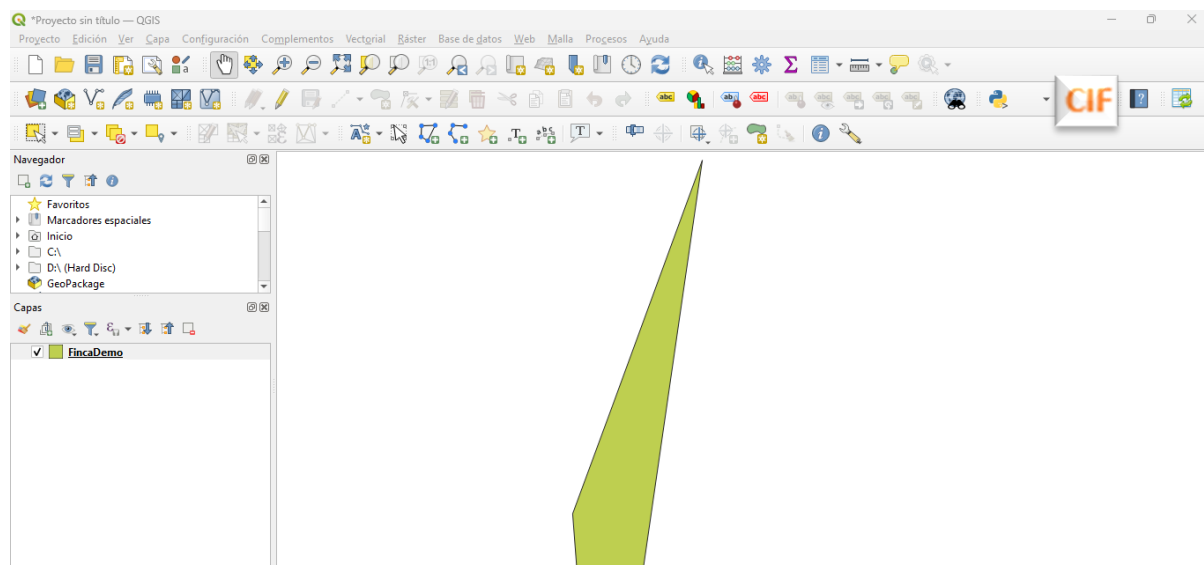 *Proyecto sin título — QGIS
Proyecto Edición Ver Capa Configuración Complementos Vectorial Ráster Base de datos Web Malla Procesos Ayuda
CIF
Navegador
Favoritos
Marcadores espaciales
Inicio
C:\
D:\ (Hard Disc)
GeoPackage
Capas
FincaDemo